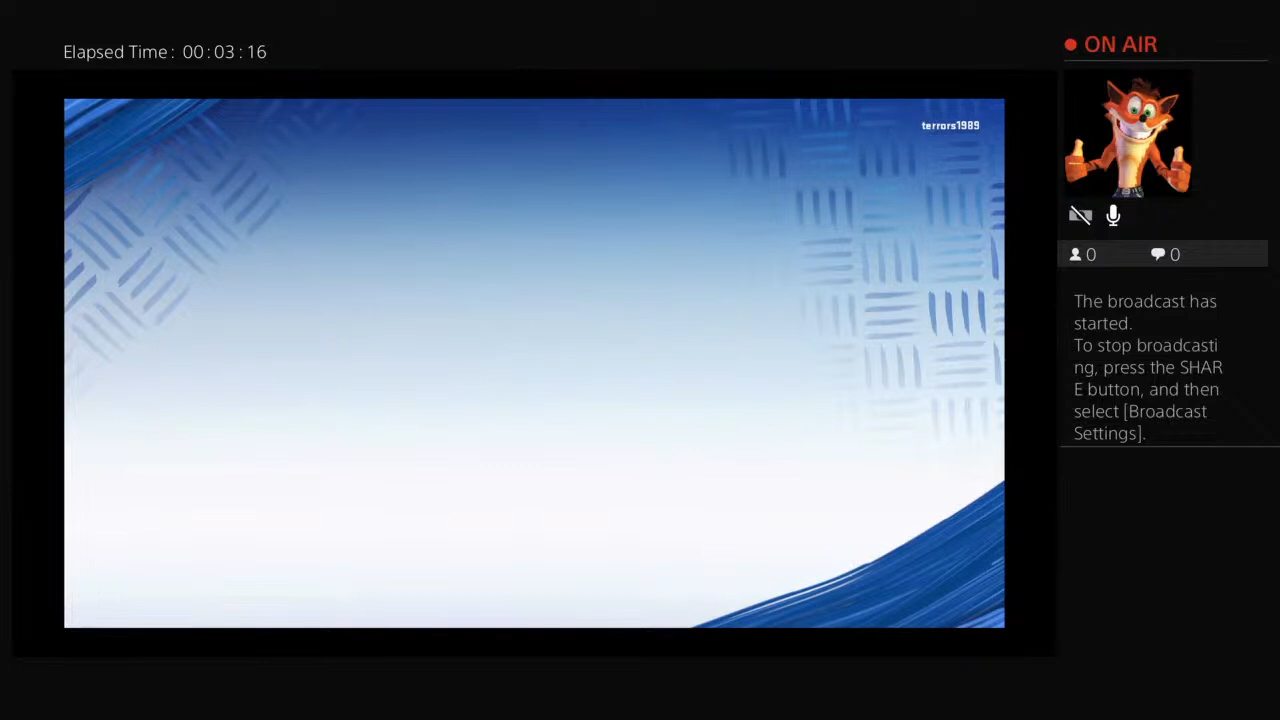 Elapsed Time: 00:03:16
ON AIR
terrors1989
0 0
The broadcast has
started.
To stop broadcasti
ng, press the SHAR
E button, and then
select [Broadcast
Settings].